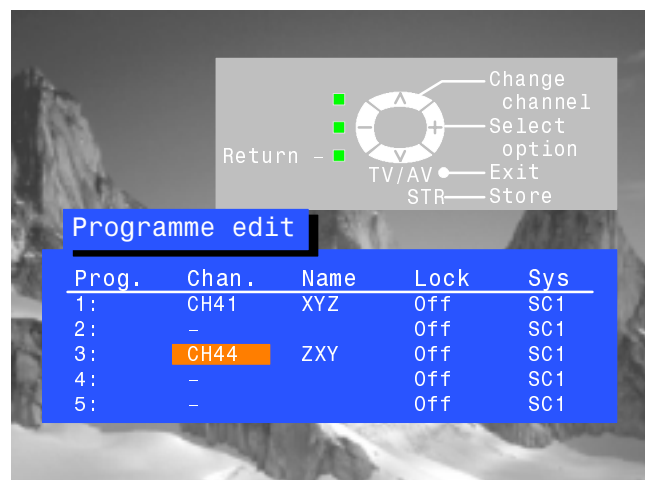 Change
channel
Select
option
Return –
TV/AV
Exit
STR
Store
Programme edit
Prog. Chan. Name Lock Sys
1: CH41 XYZ Off SC1
2: – Off SC1
3: CH44 ZXY Off SC1
4: – Off SC1
5: – Off SC1